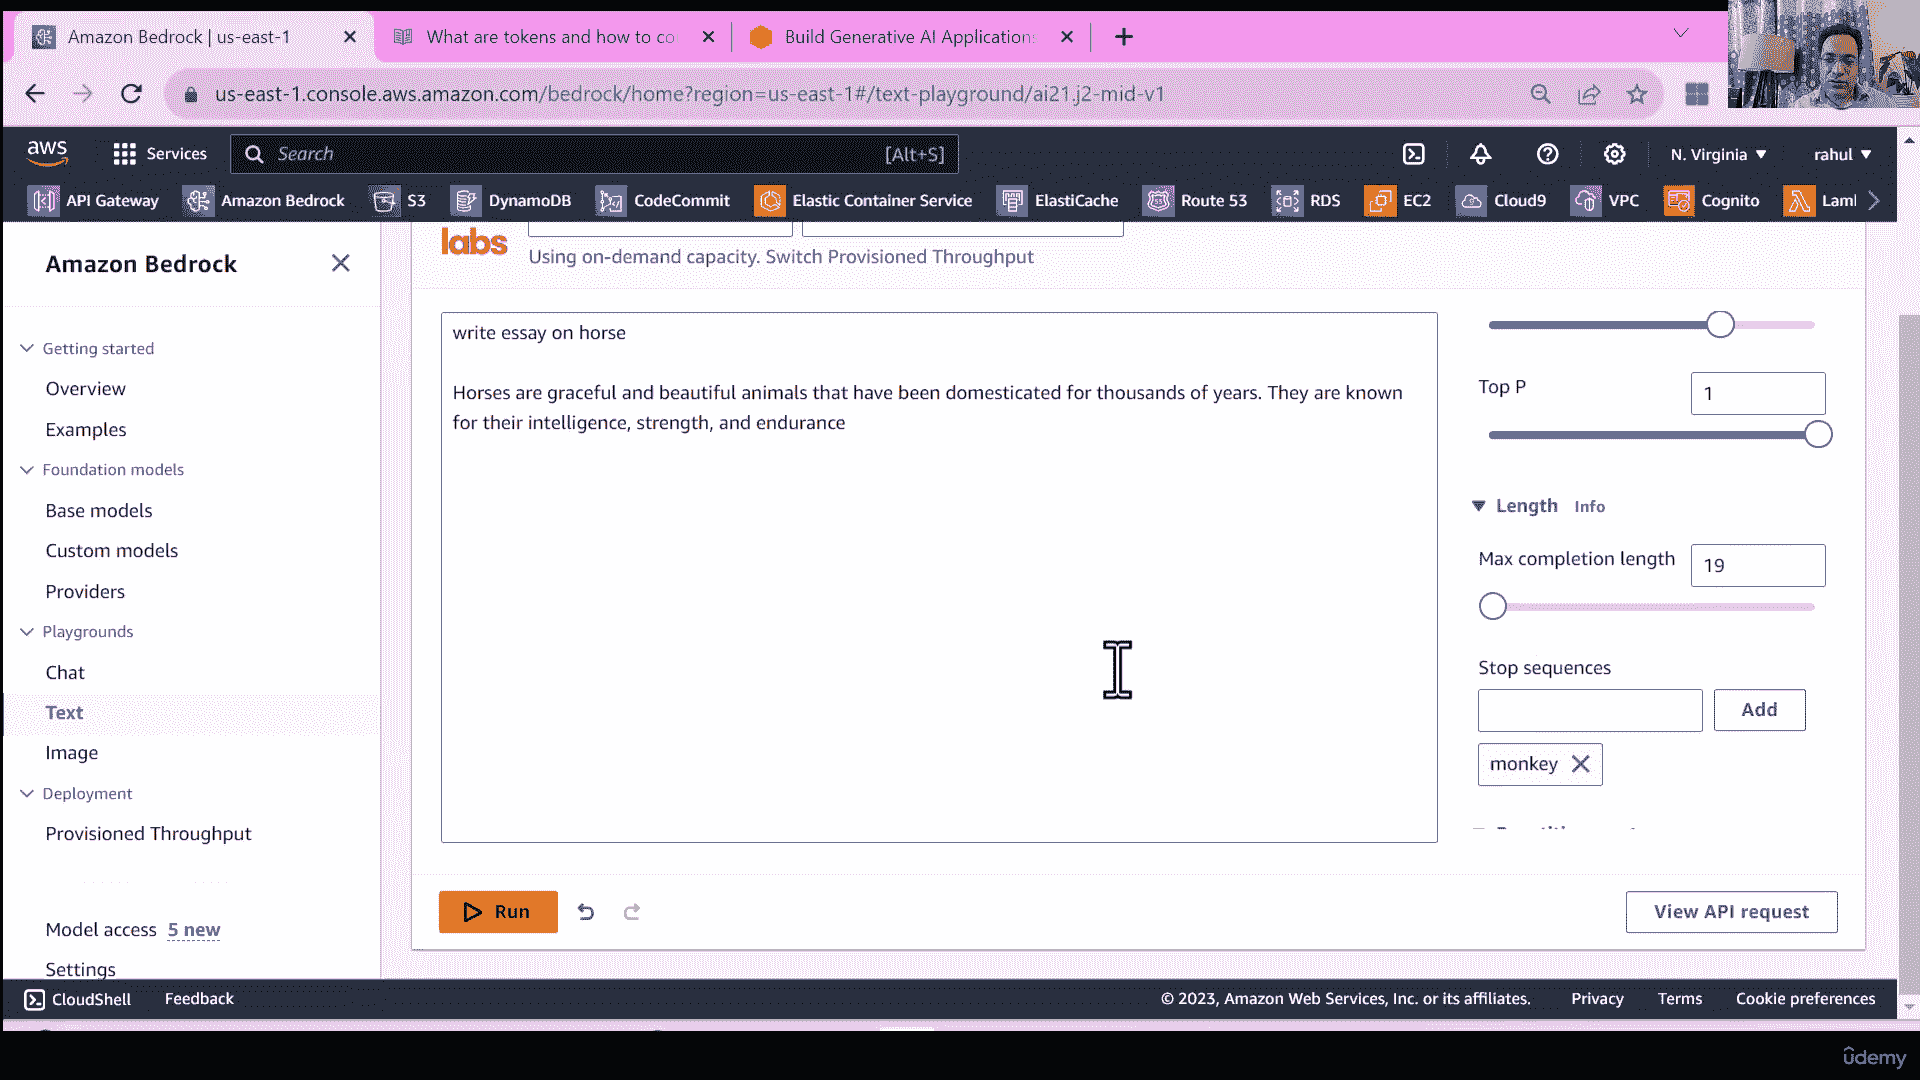 Amazon Bedrock | us-east-1
What are tokens and how to co
Build Generative AI Applications
us-east-1.console.aws.amazon.com/bedrock/home?region=us-east-1#/text-playground/ai21.j2-mid-v1
aws
Services
Search
[Alt+S]
N. Virginia
rahul
API Gateway
Amazon Bedrock
S3
DynamoDB
CodeCommit
Elastic Container Service
ElastiCache
Route 53
RDS
EC2
Cloud9
VPC
Cognito
Laml
Amazon Bedrock
Getting started
Overview
Examples
Foundation models
Base models
Custom models
Providers
Playgrounds
Chat
Text
Image
Deployment
Provisioned Throughput
Model access 5 new
Settings
labs
Using on-demand capacity. Switch Provisioned Throughput
write essay on horse
Horses are graceful and beautiful animals that have been domesticated for thousands of years. They are known
for their intelligence, strength, and endurance
Top P
1
Length Info
Max completion length
19
Stop sequences
Add
monkey
Run
View API request
CloudShell
Feedback
© 2023, Amazon Web Services, Inc. or its affiliates.
Privacy
Terms
Cookie preferences
ûdemy